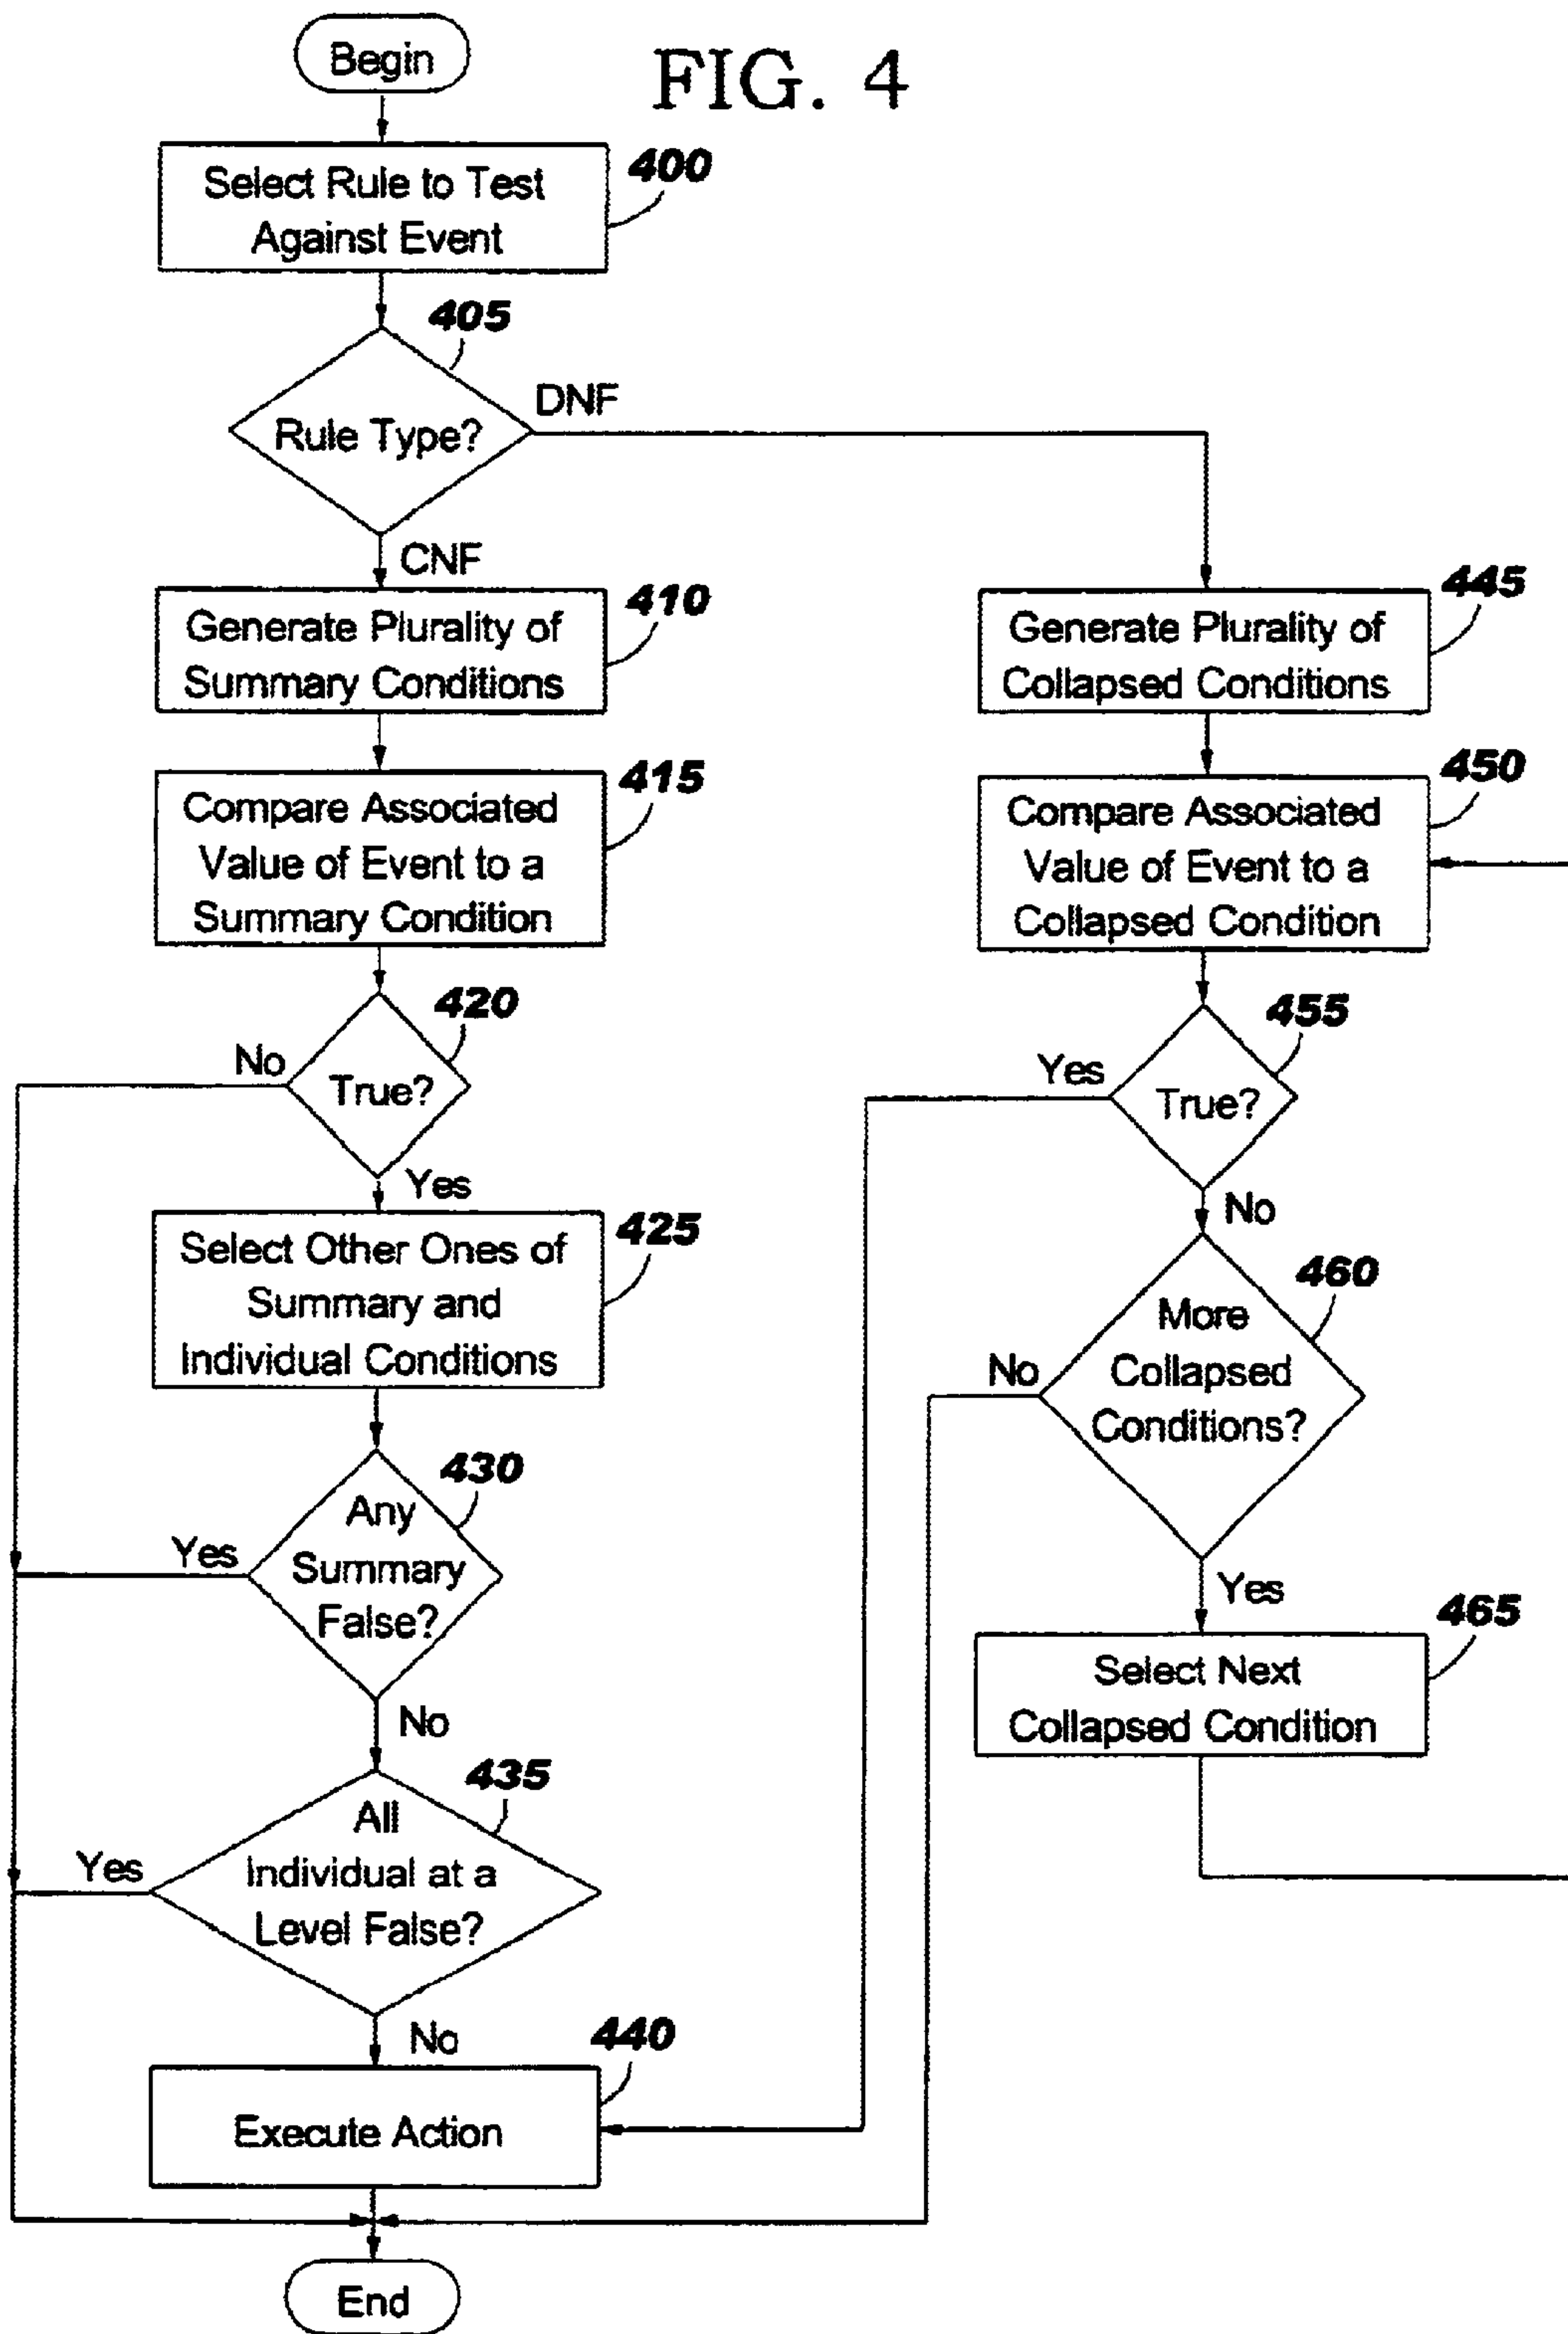 Begin
FIG. 4
Select Rule to Test
Against Event
400
405
Rule Type?
DNF
CNF
Generate Plurality of
Summary Conditions
410
Compare Associated
Value of Event to a
Summary Condition
415
420
No
True?
Yes
Select Other Ones of
Summary and
Individual Conditions
425
430
Any
Summary
False?
Yes
No
435
All
Individual at a
Level False?
Yes
No
440
Execute Action
End
Generate Plurality of
Collapsed Conditions
445
Compare Associated
Value of Event to a
Collapsed Condition
450
455
Yes
True?
No
460
More
Collapsed
Conditions?
No
Yes
465
Select Next
Collapsed Condition